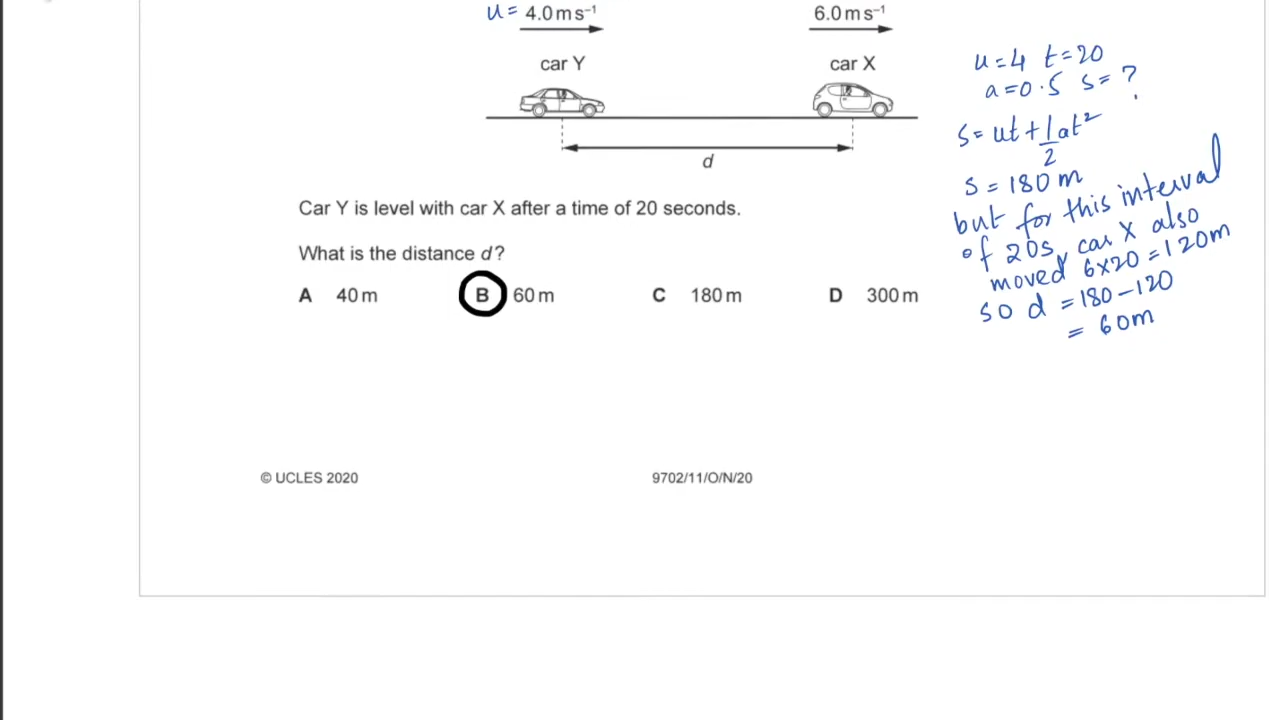 u = 4.0 m s⁻¹
6.0 m s⁻¹
car Y
car X
d
Car Y is level with car X after a time of 20 seconds.
What is the distance d?
A 40 m B 60 m C 180 m D 300 m
u = 4 t = 20
a = 0.5 s = ?
s = ut + 1/2 at²
s = 180 m
but for this interval
of 20s, car X also
moved 6×20 = 120m
so d = 180 - 120
= 60m
© UCLES 2020
9702/11/O/N/20